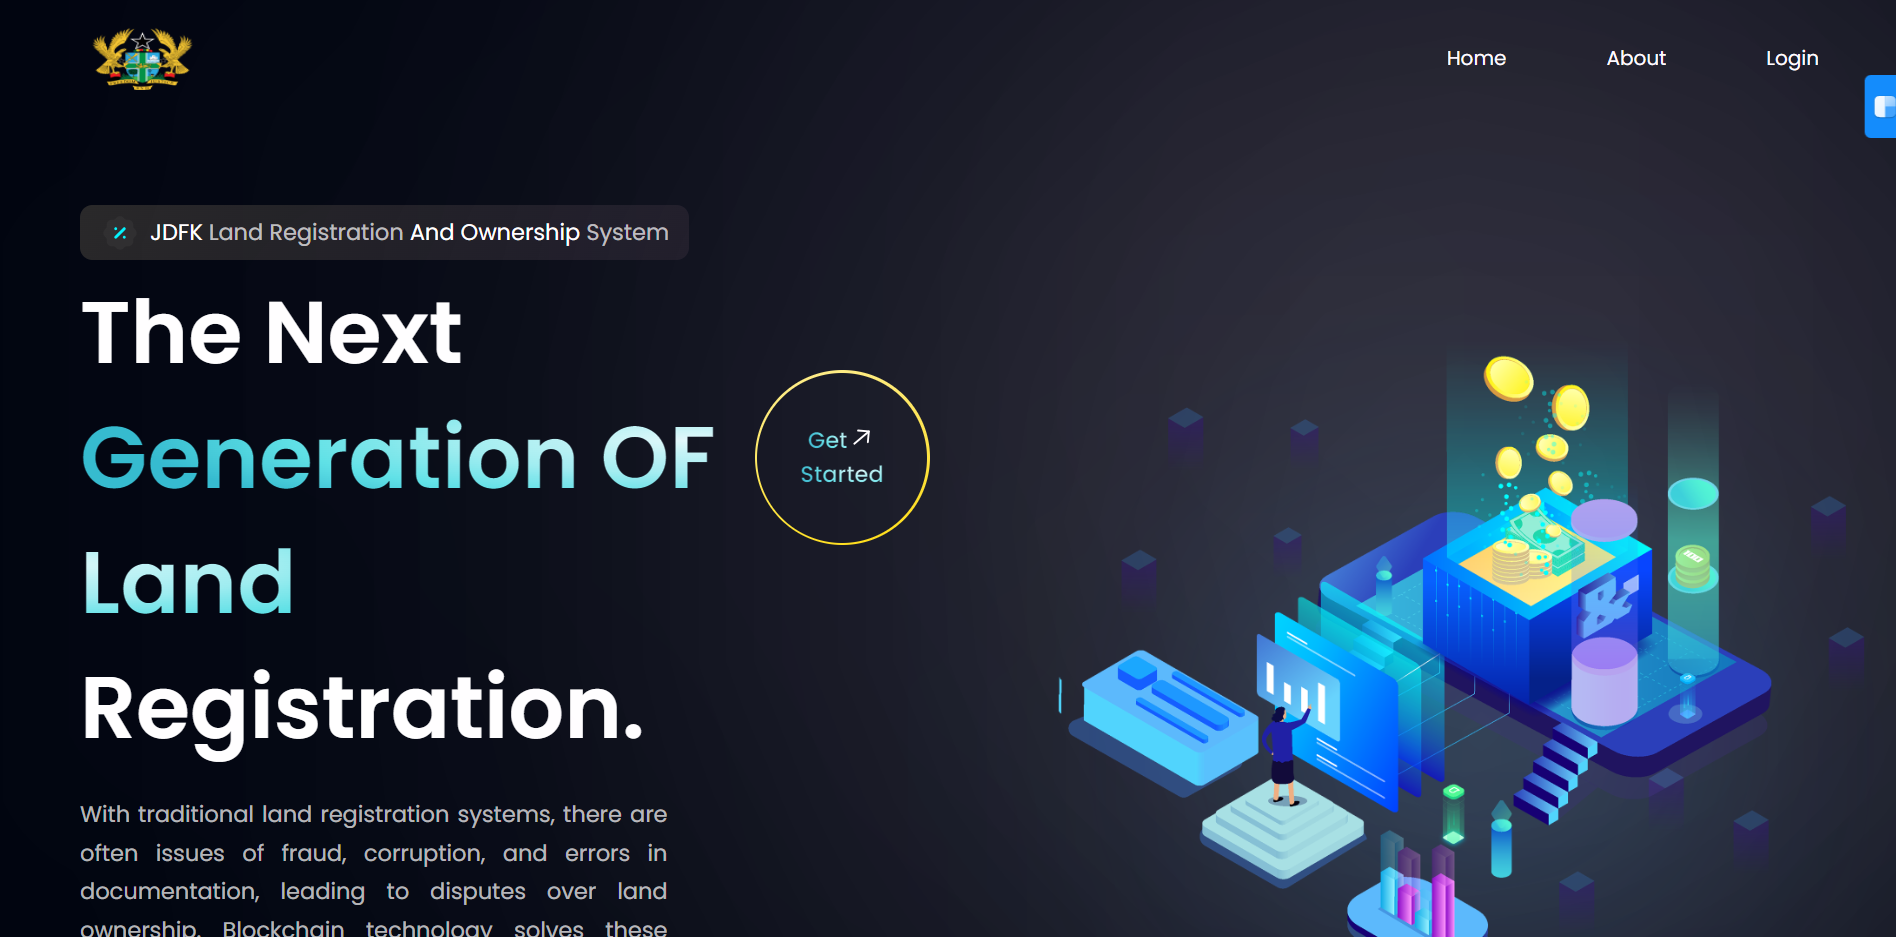 Home About Login
JDFK Land Registration And Ownership System
The Next
Generation OF
Land
Registration.
Get
Started
With traditional land registration systems, there are
often issues of fraud, corruption, and errors in
documentation, leading to disputes over land
ownership. Blockchain technology solves these